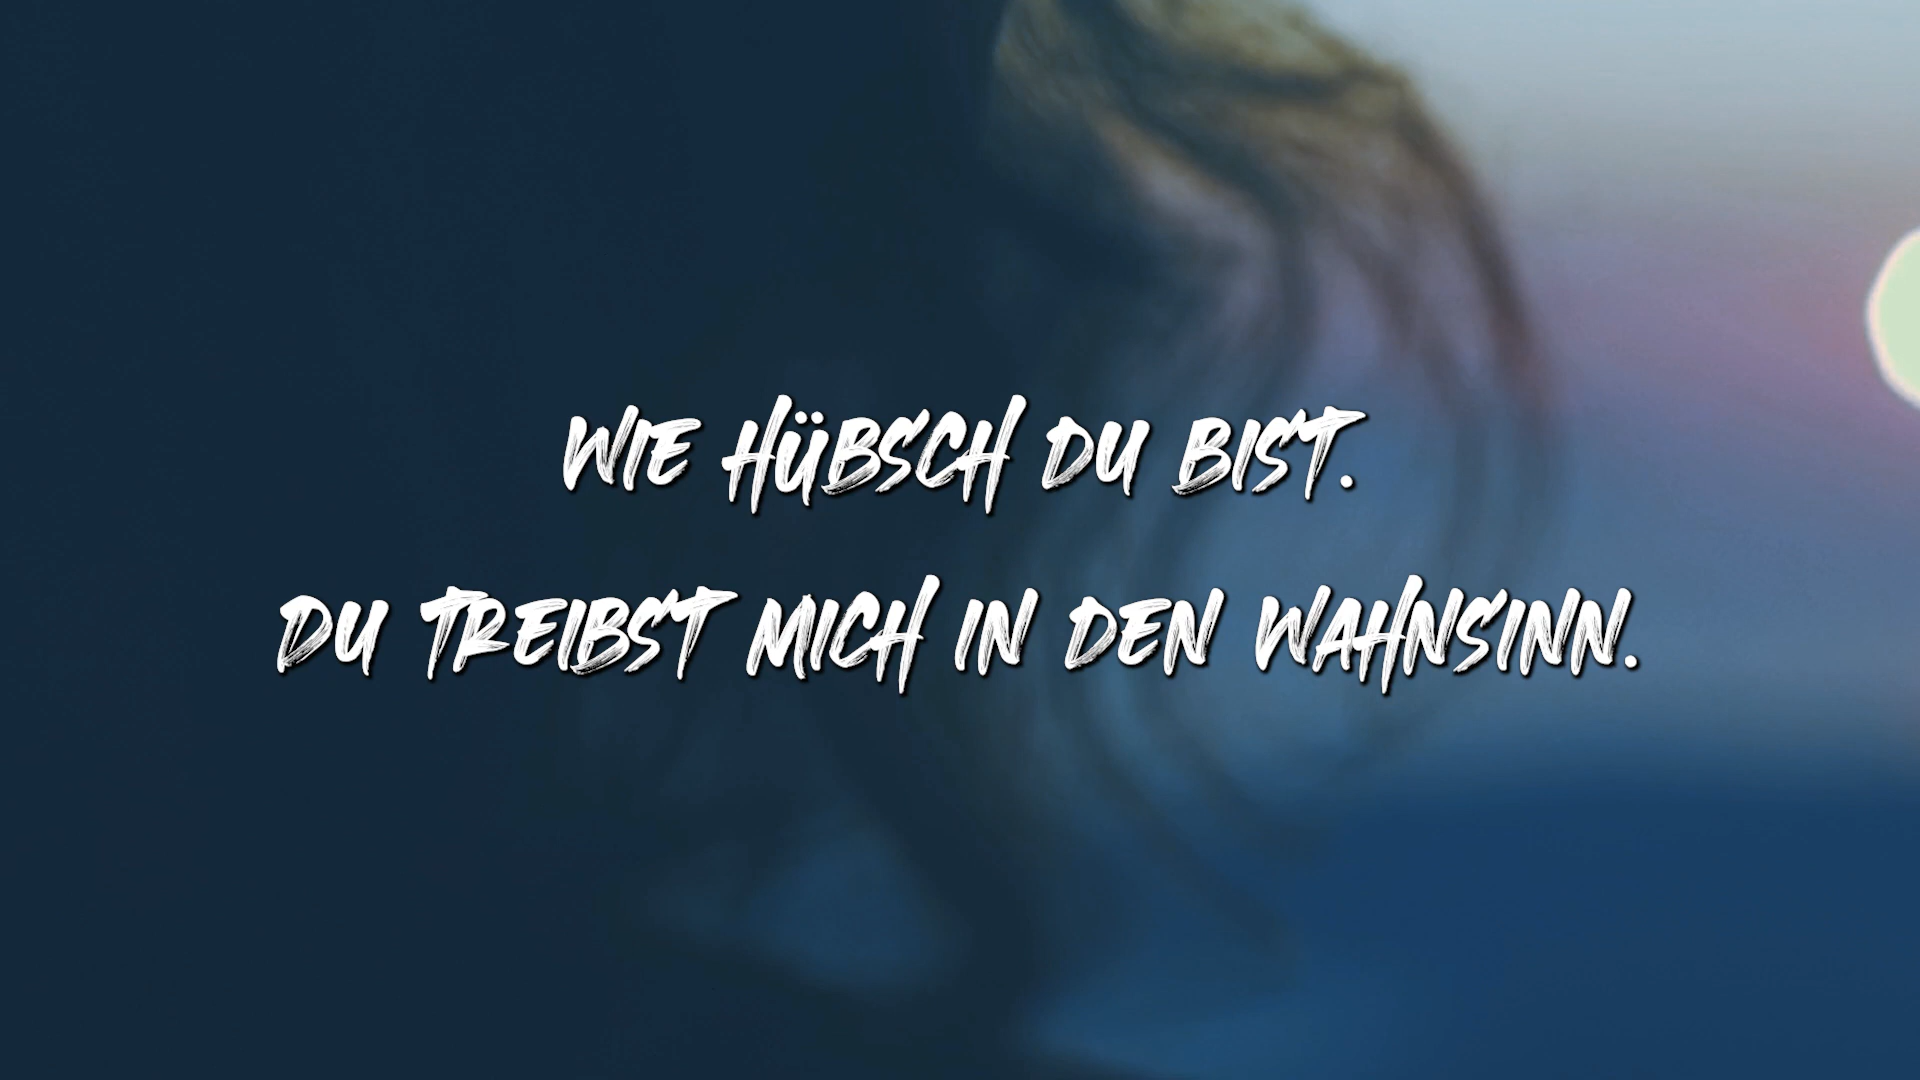 WIE HÜBSCH DU BIST.
DU TREIBST MICH IN DEN WAHNSINN.